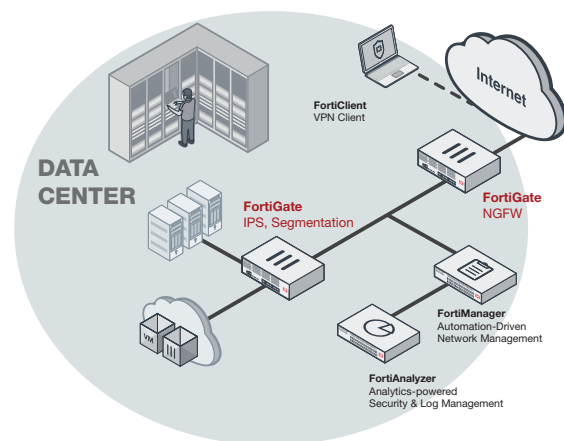 Internet
FortiClient
VPN Client
DATA
CENTER
FortiGate
IPS, Segmentation
FortiGate
NGFW
VM
FortiManager
Automation-Driven
Network Management
FortiAnalyzer
Analytics-powered
Security & Log Management